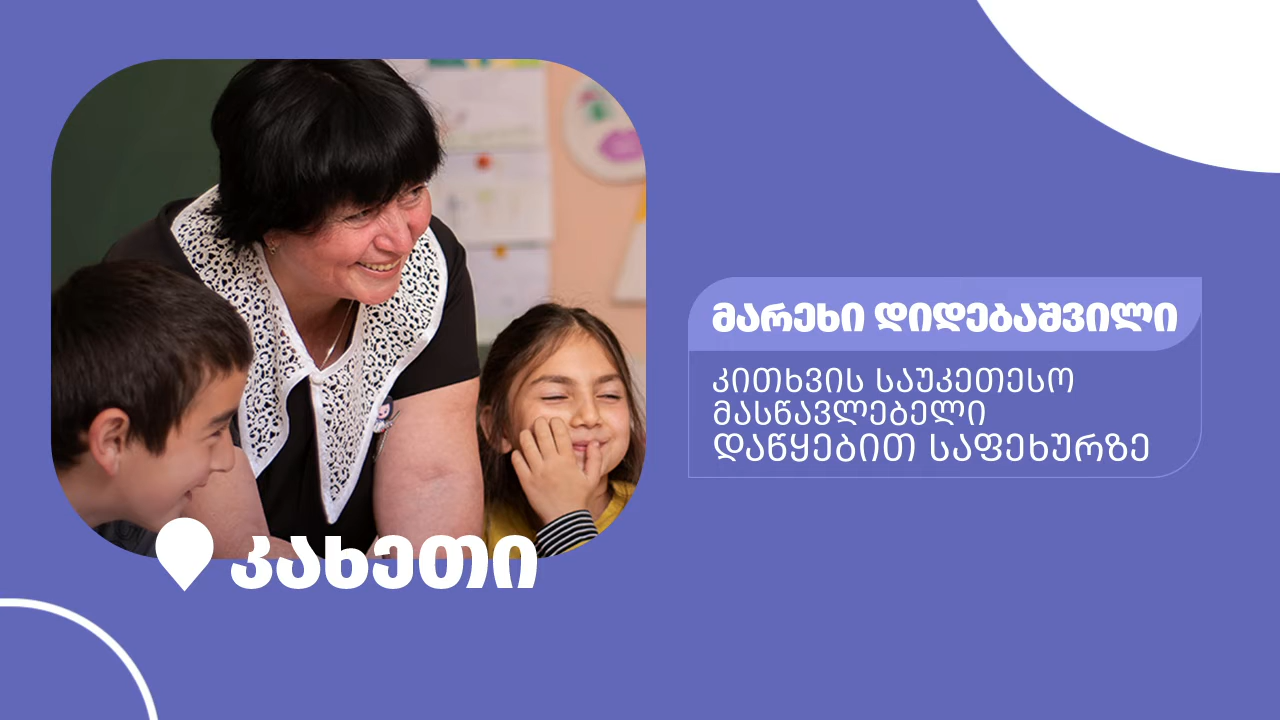 მარეხი დიდებაშვილი
კითხვის საუკეთესო
მასწავლებელი
დაწყებით საფეხურზე
კახეთი